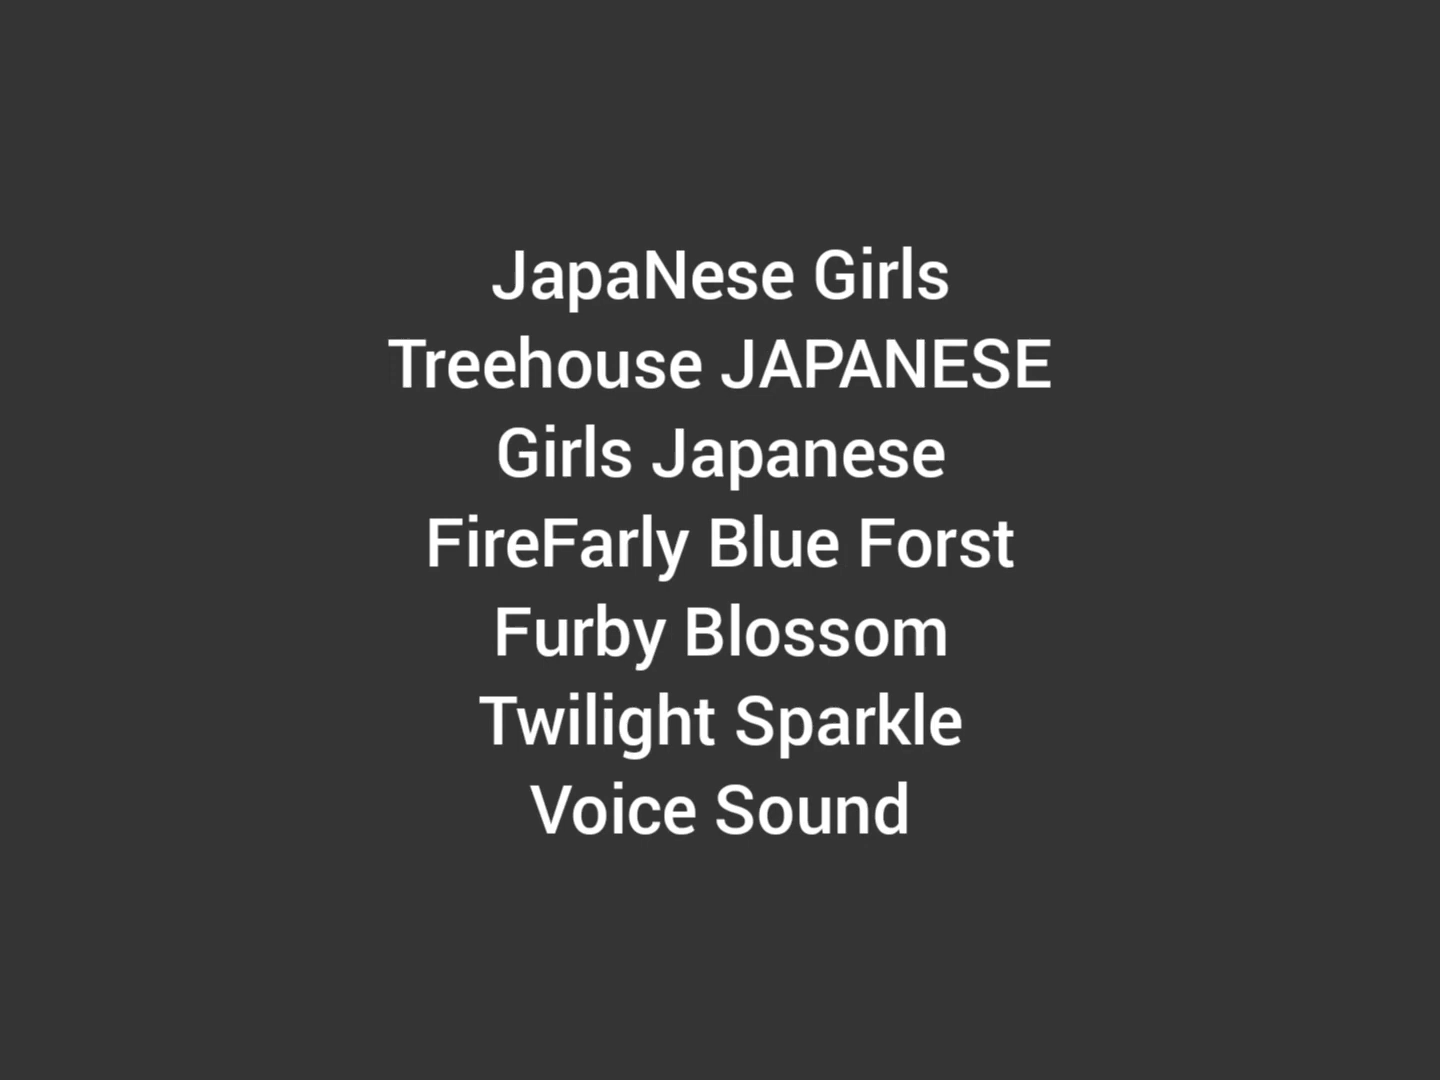 JapaNese Girls
Treehouse JAPANESE
Girls Japanese
FireFarly Blue Forst
Furby Blossom
Twilight Sparkle
Voice Sound